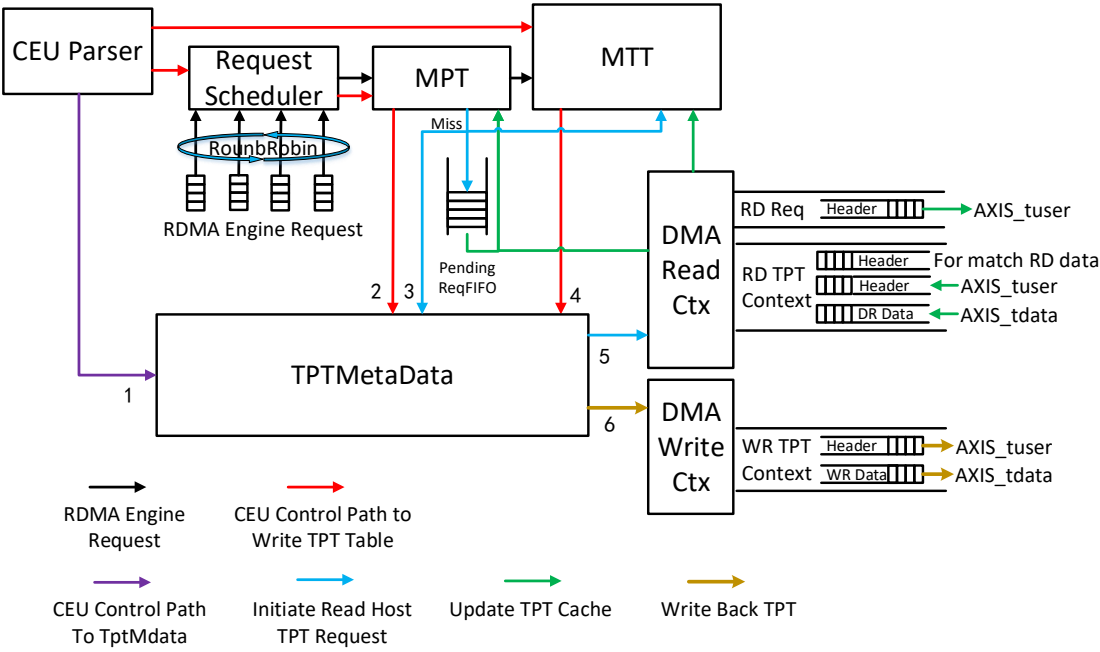 CEU Parser
Request
Scheduler
MPT
MTT
Miss
RounbRobin
RDMA Engine Request
Pending
ReqFIFO
2
3
4
1
TPTMetaData
5
6
DMA
Read
Ctx
RD Req
Header
AXIS_tuser
RD TPT
Context
Header
For match RD data
Header
AXIS_tuser
DR Data
AXIS_tdata
DMA
Write
Ctx
WR TPT
Context
Header
AXIS_tuser
WR Data
AXIS_tdata
RDMA Engine
Request
CEU Control Path to
Write TPT Table
CEU Control Path
To TptMdata
Initiate Read Host
TPT Request
Update TPT Cache
Write Back TPT